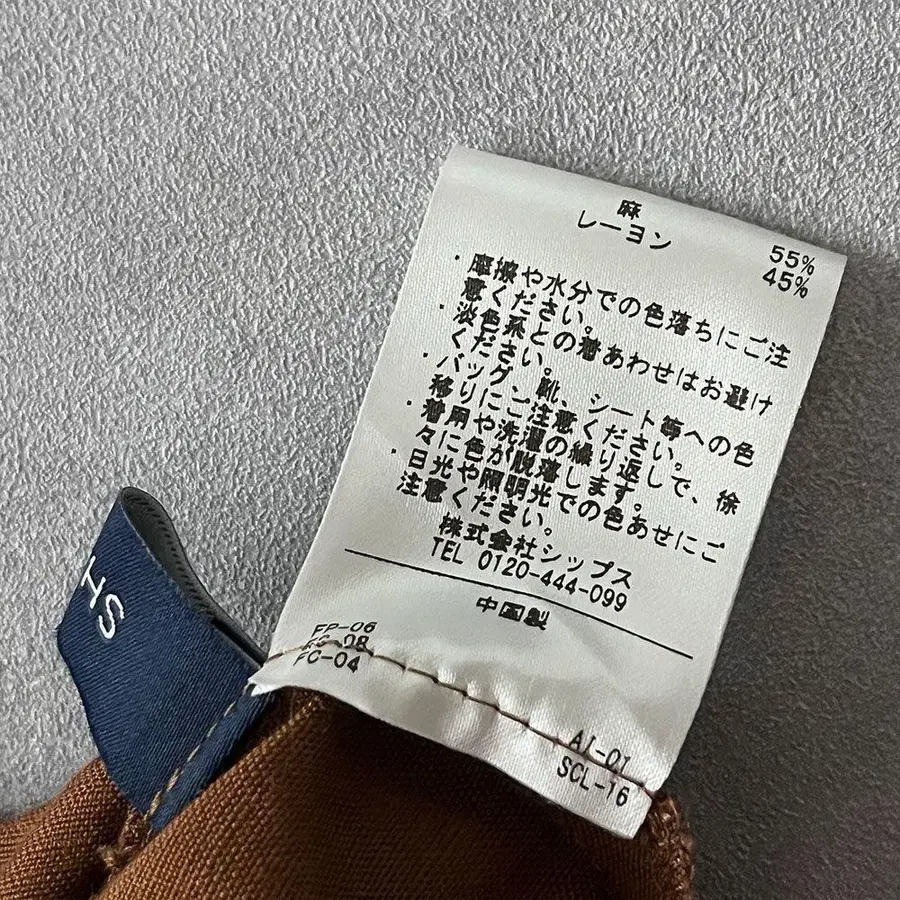 麻 55%
レーヨン 45%
・摩擦や水分での色落ちにご注
意ください。
・淡色系との着あわせはお避け
ください。
・バッグ、靴、シート等への色
移りにご注意ください。
・着用や洗濯の繰り返しで、徐
々に色が脱落します。
・日光や照明光での色あせにご
注意ください。
株式会社シップス
TEL 0120-444-099
中国製
FP-06
FS-08
FC-04
AI-01
SCL-16
SH